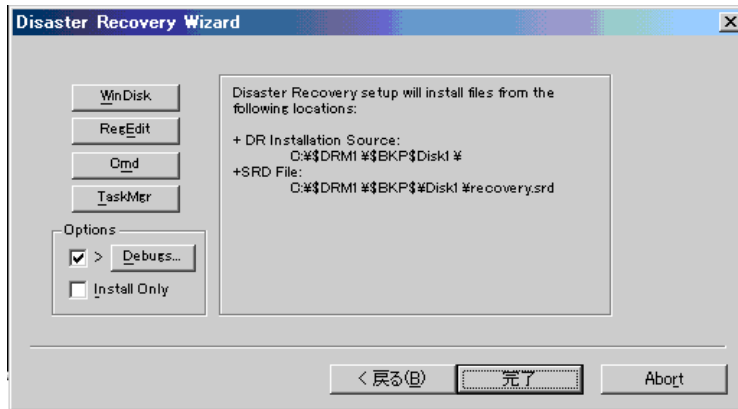 Disaster Recovery Wizard
WinDisk
RegEdit
Cmd
TaskMgr
Options
> Debugs...
Install Only
Disaster Recovery setup will install files from the
following locations:
+ DR Installation Source:
C:¥$DRM1¥$BKP$Disk1¥
+SRD File:
C:¥$DRM1¥$BKP$¥Disk1¥recovery.srd
< 戻る(B)
完了
Abort